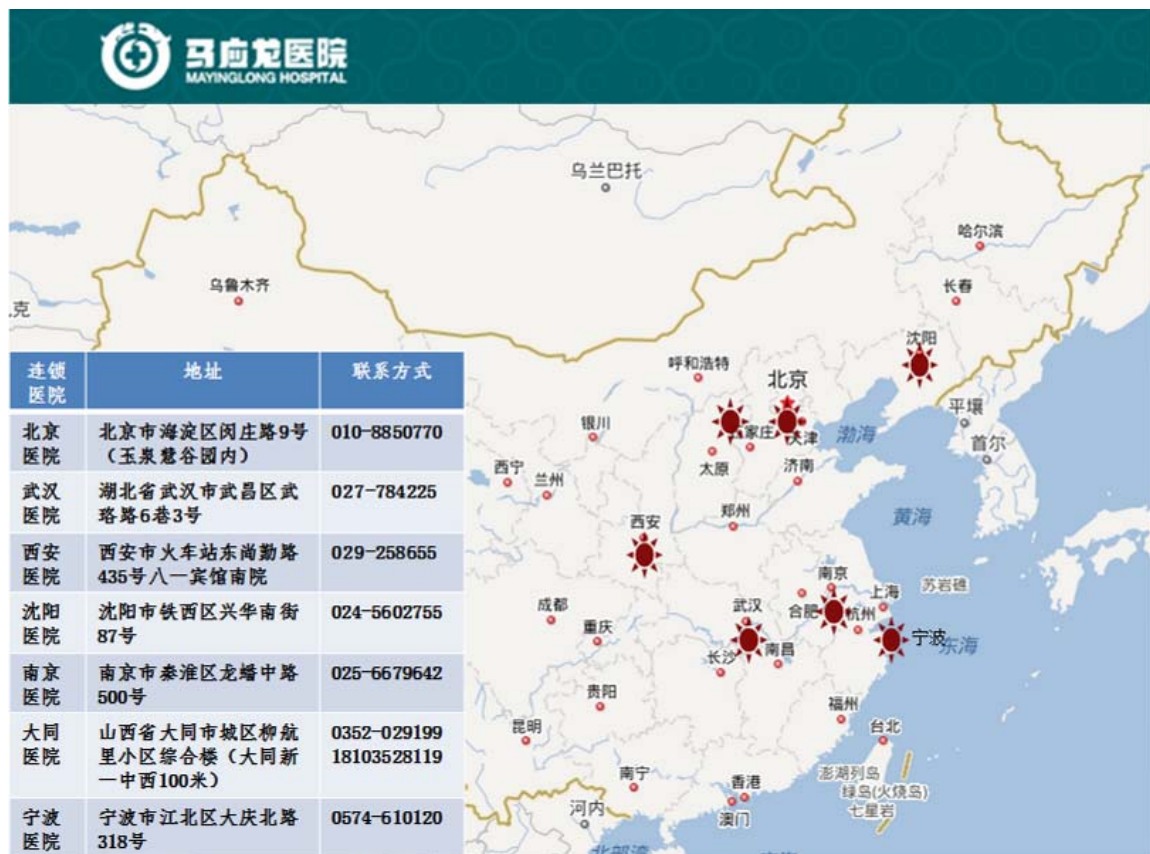 马应龙医院
MAYINGLONG HOSPITAL
乌兰巴托
哈尔滨
长春
乌鲁木齐
克
沈阳
呼和浩特
北京
平壤
银川
家庄
天津
渤海
首尔
太原
济南
西宁
兰州
郑州
黄海
西安
南京
上海
苏岩礁
成都
武汉
合肥
杭州
重庆
宁波
东海
长沙
南昌
贵阳
福州
昆明
台北
澎湖列岛
南宁
香港
绿岛(火烧岛)
河内
澳门
七星岩
北部湾
连锁
医院
地址
联系方式
北京
医院
北京市海淀区闵庄路9号
（玉泉慧谷园内）
010-8850770
武汉
医院
湖北省武汉市武昌区武
珞路6巷3号
027-784225
西安
医院
西安市火车站东尚勤路
435号八一宾馆南院
029-258655
沈阳
医院
沈阳市铁西区兴华南街
87号
024-5602755
南京
医院
南京市秦淮区龙蟠中路
500号
025-6679642
大同
医院
山西省大同市城区柳航
里小区综合楼（大同新
一中西100米）
0352-029199
18103528119
宁波
医院
宁波市江北区大庆北路
318号
0574-610120